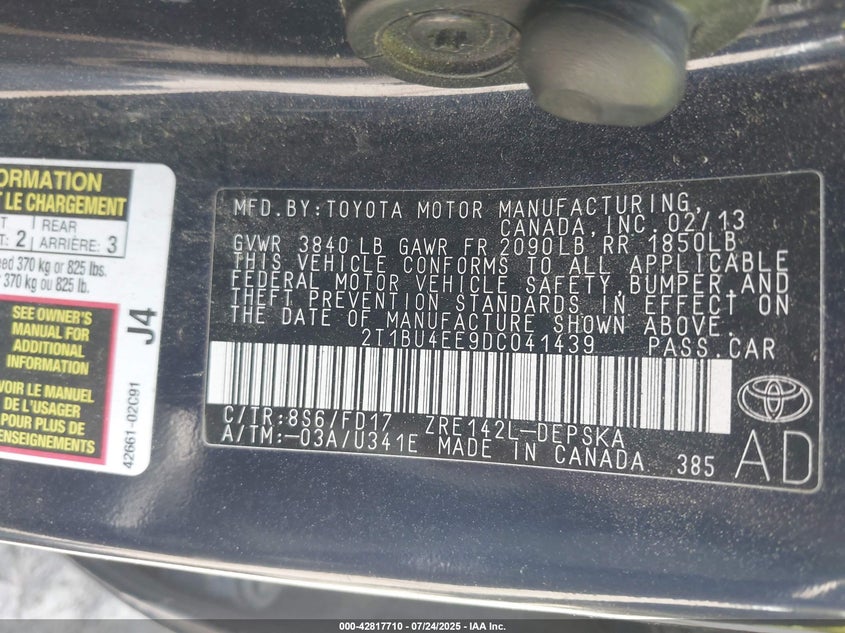 ORMATION
T LE CHARGEMENT
T REAR
T: 2 ARRIÈRE: 3
ed 370 kg or 825 lbs.
370 kg ou 825 lb.
SEE OWNER'S
MANUAL FOR
ADDITIONAL
INFORMATION
VOIR LE MANUEL
DE L'USAGER
POUR PLUS DE
ENSEIGNEMENTS
J4
42661-02C91
MFD.BY:TOYOTA MOTOR MANUFACTURING,
CANADA,INC.02/13
GVWR 3840LB GAWR FR 2090LB RR 1850LB
THIS VEHICLE CONFORMS TO ALL APPLICABLE
FEDERAL MOTOR VEHICLE SAFETY,BUMPER,AND
THEFT PREVENTION STANDARDS IN EFFECT ON
THE DATE OF MANUFACTURE SHOWN ABOVE.
2T1BU4EE9DC041439 PASS.CAR
C/TR:8S6/FD17 ZRE142L-DEPSKA
A/TM:-03A/U341E MADE IN CANADA 385
AD
000-42817710 - 07/24/2025 - IAA Inc.